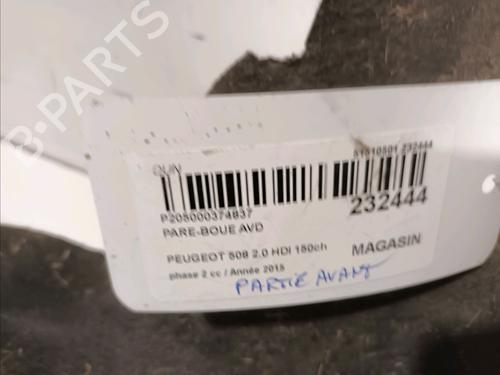 B-PARTS
OUIN
51510501 232444
P205000374837
232444
PARE-BOUE AVD
PEUGEOT 508 2.0 HDI 150ch
MAGASIN
phase 2 cc / Année 2015
PARTIE AVANT